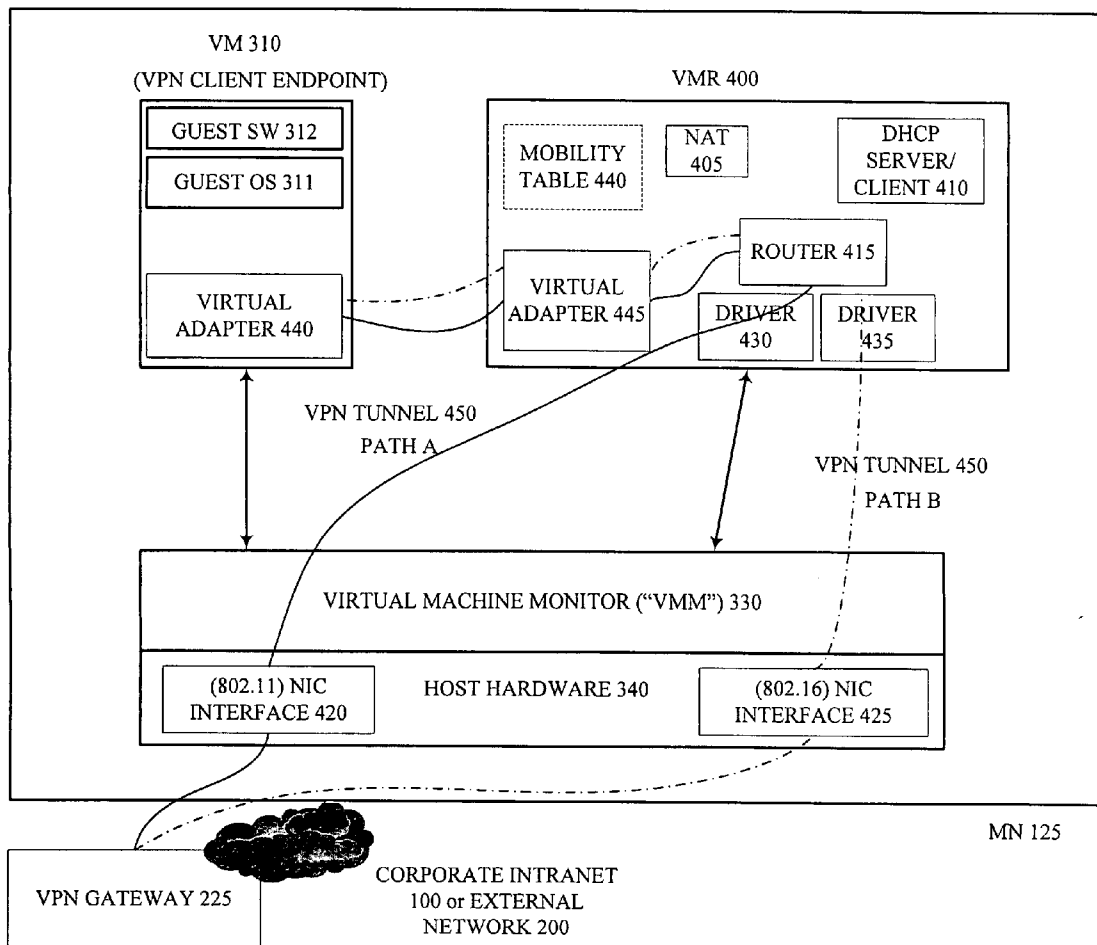 VM 310
(VPN CLIENT ENDPOINT)
GUEST SW 312
GUEST OS 311
VIRTUAL
ADAPTER 440
VMR 400
MOBILITY
TABLE 440
NAT
405
DHCP
SERVER/
CLIENT 410
ROUTER 415
VIRTUAL
ADAPTER 445
DRIVER
430
DRIVER
435
VPN TUNNEL 450
PATH A
VPN TUNNEL 450
PATH B
VIRTUAL MACHINE MONITOR ("VMM") 330
(802.11) NIC
INTERFACE 420
HOST HARDWARE 340
(802.16) NIC
INTERFACE 425
MN 125
VPN GATEWAY 225
CORPORATE INTRANET
100 or EXTERNAL
NETWORK 200